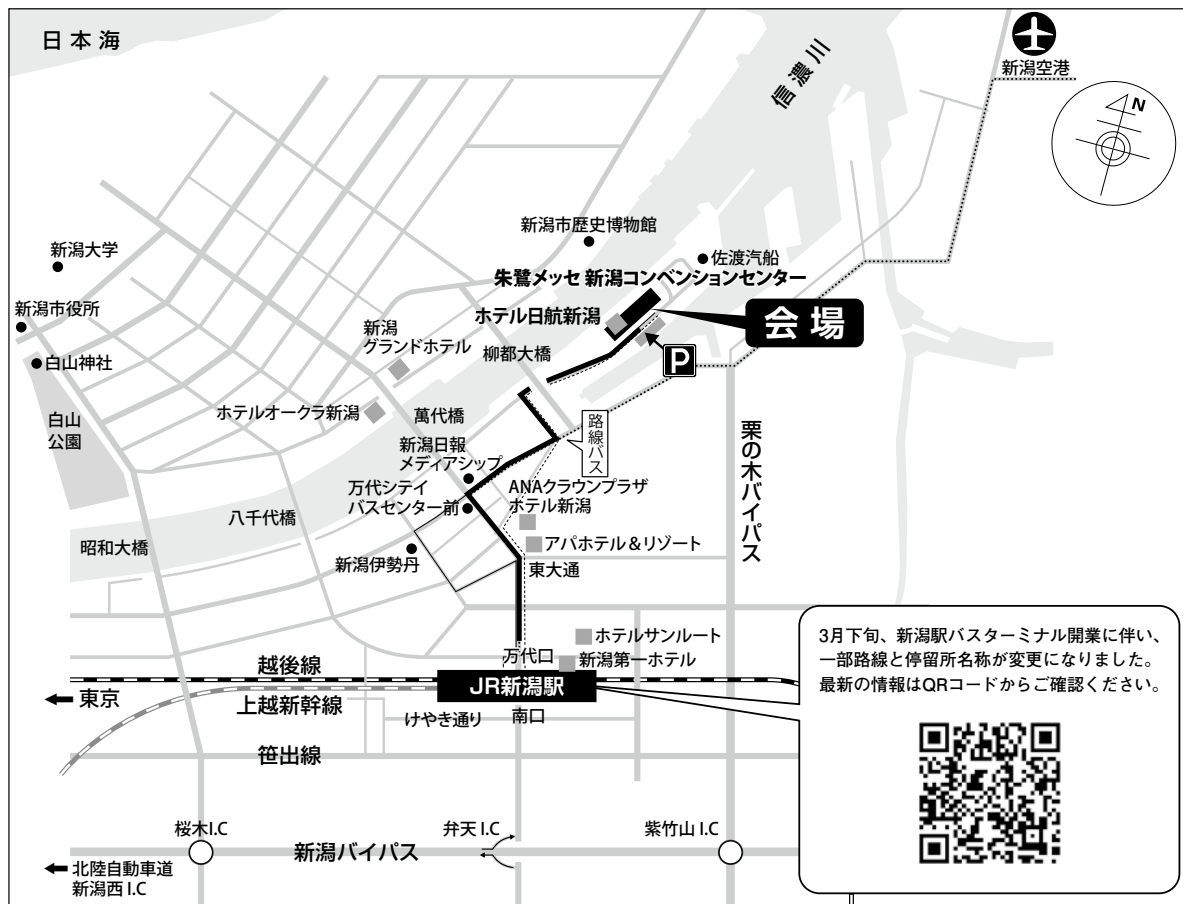 日本海
信濃川
新潟空港
N
新潟市歴史博物館
新潟大学
佐渡汽船
朱鷺メッセ 新潟コンベンションセンター
新潟市役所
ホテル日航新潟
会場
新潟
グランドホテル
柳都大橋
P
白山神社
ホテルオークラ新潟
萬代橋
白山
公園
路線バス
栗の木バイパス
新潟日報
メディアシップ
万代シテイ
バスセンター前
ANAクラウンプラザ
ホテル新潟
八千代橋
昭和大橋
新潟伊勢丹
アパホテル&リゾート
東大通
ホテルサンルート
万代口
新潟第一ホテル
越後線
JR新潟駅
東京
上越新幹線
けやき通り
南口
笹出線
3月下旬、新潟駅バスターミナル開業に伴い、
一部路線と停留所名称が変更になりました。
最新の情報はQRコードからご確認ください。
桜木I.C
弁天 I.C
紫竹山 I.C
新潟バイパス
北陸自動車道
新潟西 I.C